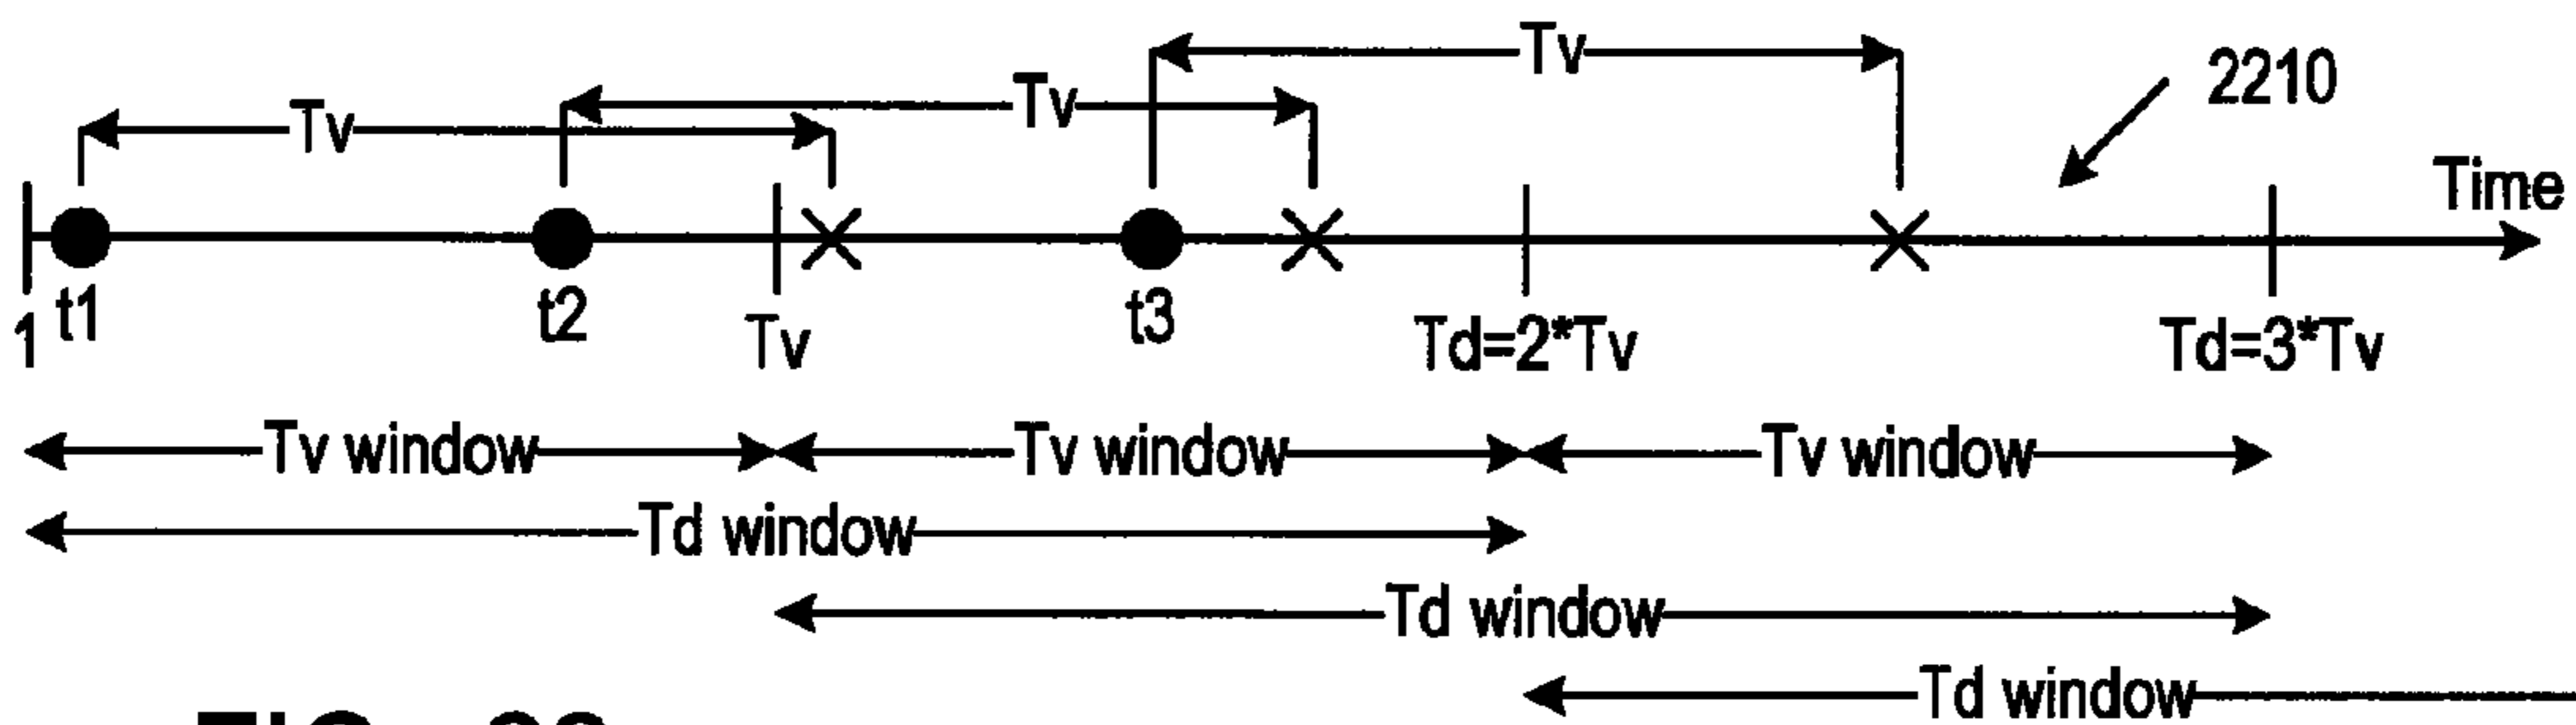 Tv
Tv
Tv
2210
Time
1 t1 t2 Tv t3 Td=2*Tv Td=3*Tv
Tv window Tv window Tv window
Td window
Td window
Td window